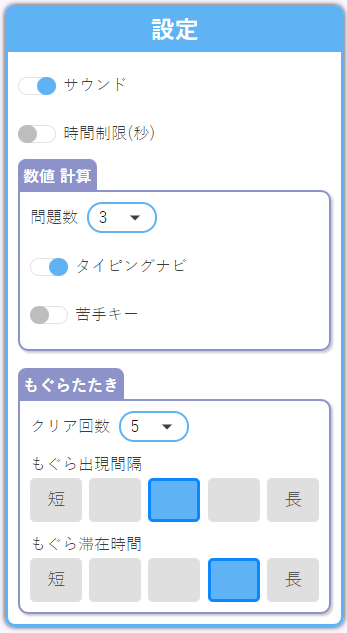 設定
サウンド
時間制限(秒)
数値 計算
問題数 3
タイピングナビ
苦手キー
もぐらたたき
クリア回数 5
もぐら出現間隔
短 長
もぐら滞在時間
短 長